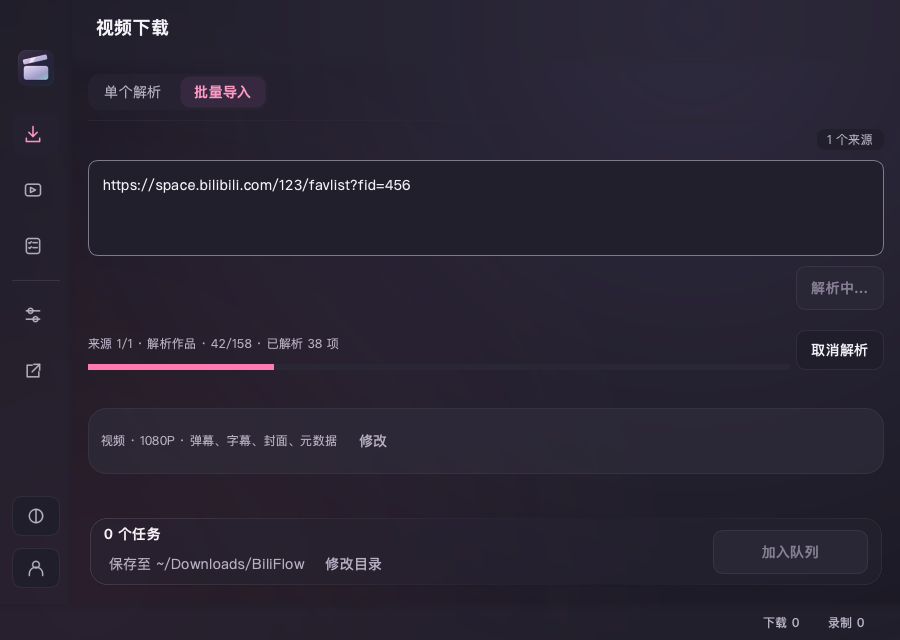 视频下载
单个解析
批量导入
1 个来源
https://space.bilibili.com/123/favlist?fid=456
解析中...
来源 1/1 · 解析作品 · 42/158 · 已解析 38 项
取消解析
视频 · 1080P · 弹幕、字幕、封面、元数据
修改
0 个任务
保存至 ~/Downloads/BiliFlow
修改目录
加入队列
下载 0
录制 0